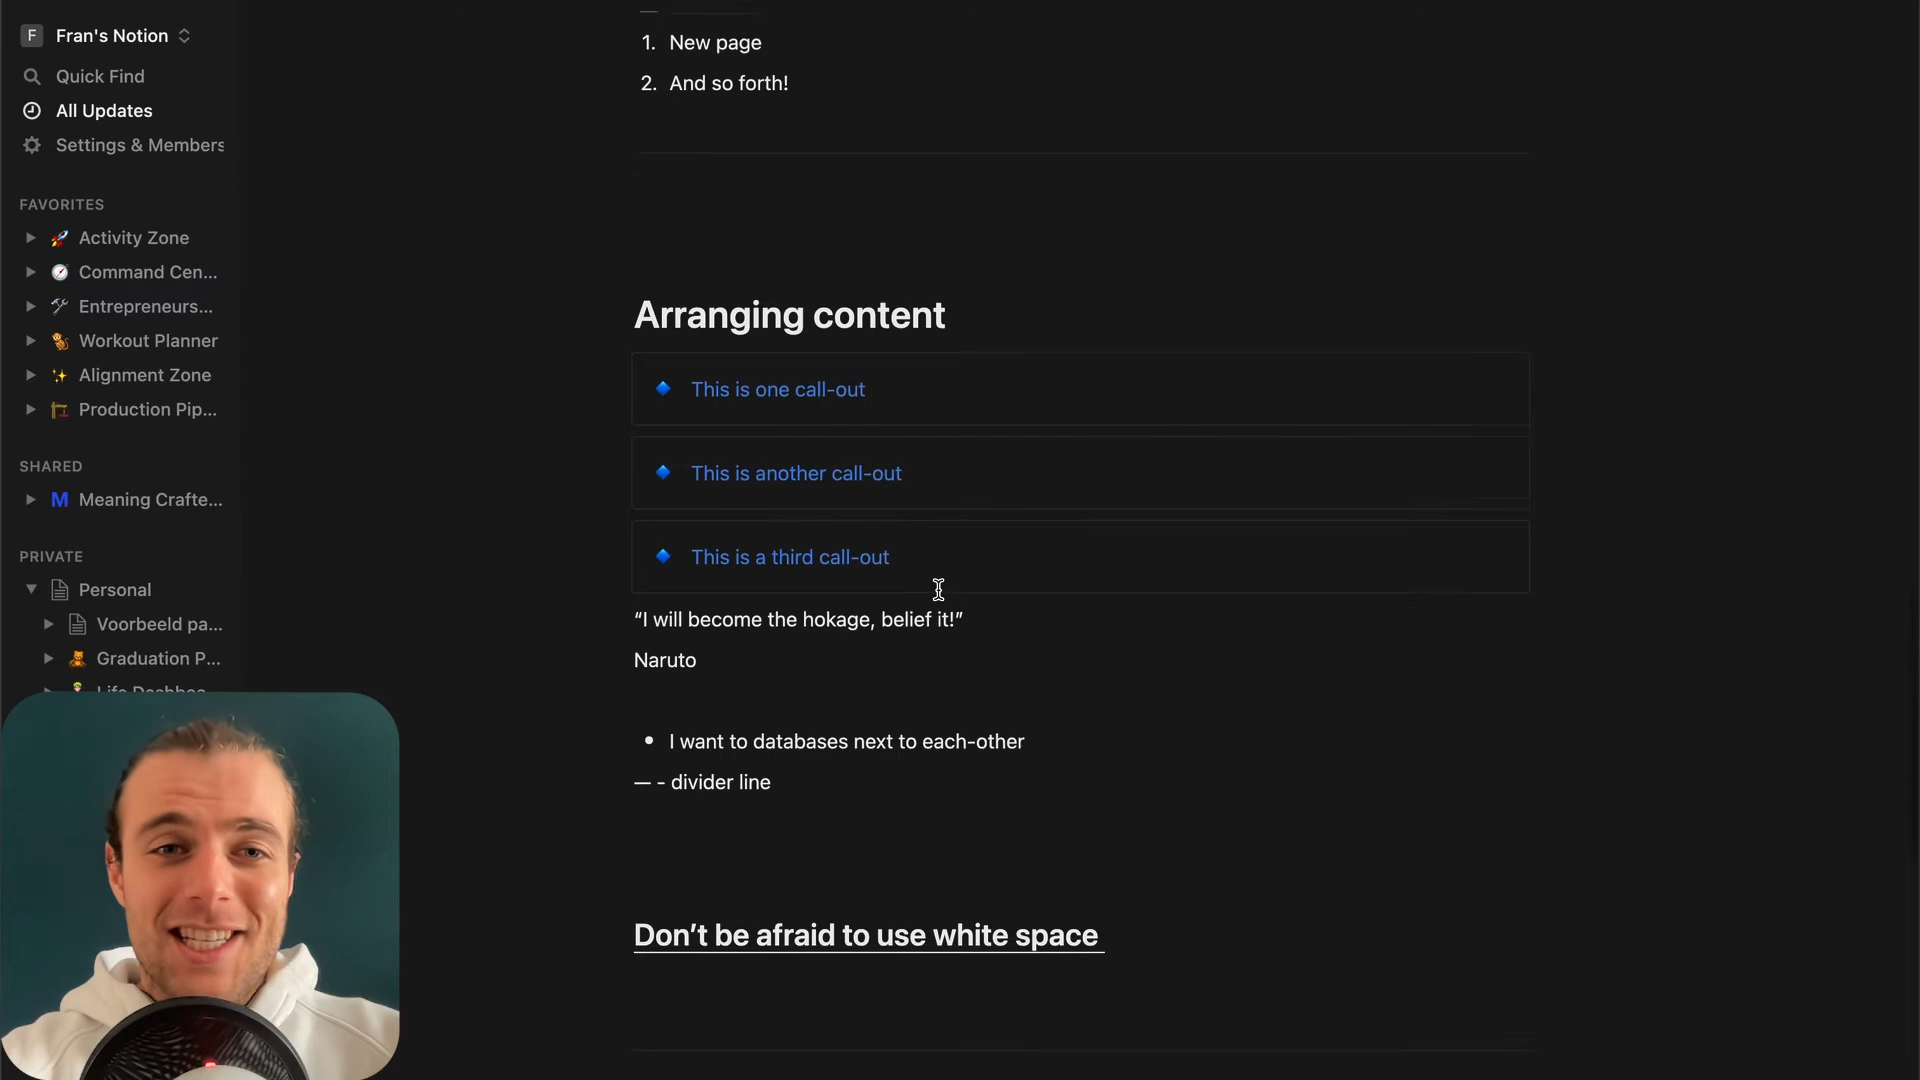 F Fran's Notion
Quick Find
All Updates
Settings & Members
FAVORITES
Activity Zone
Command Cen...
Entrepreneurs...
Workout Planner
Alignment Zone
Production Pip...
SHARED
M Meaning Crafte...
PRIVATE
Personal
Voorbeeld pa...
Graduation P...
Life Dashboo...
1. New page
2. And so forth!
Arranging content
This is one call-out
This is another call-out
This is a third call-out
“I will become the hokage, belief it!”
Naruto
• I want to databases next to each-other
— - divider line
Don’t be afraid to use white space